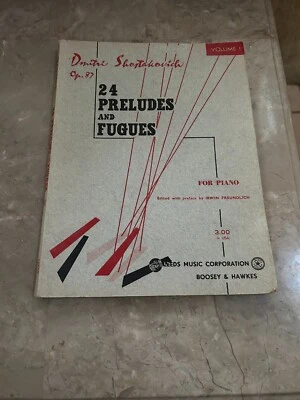 VOLUME 1
Dmitri Shostakovich
Op. 87
24
PRELUDES
AND
FUGUES
FOR PIANO
Edited with preface by IRWIN FREUNDLICH
3.00
IN U.S.A.
LEEDS MUSIC CORPORATION
BOOSEY & HAWKES